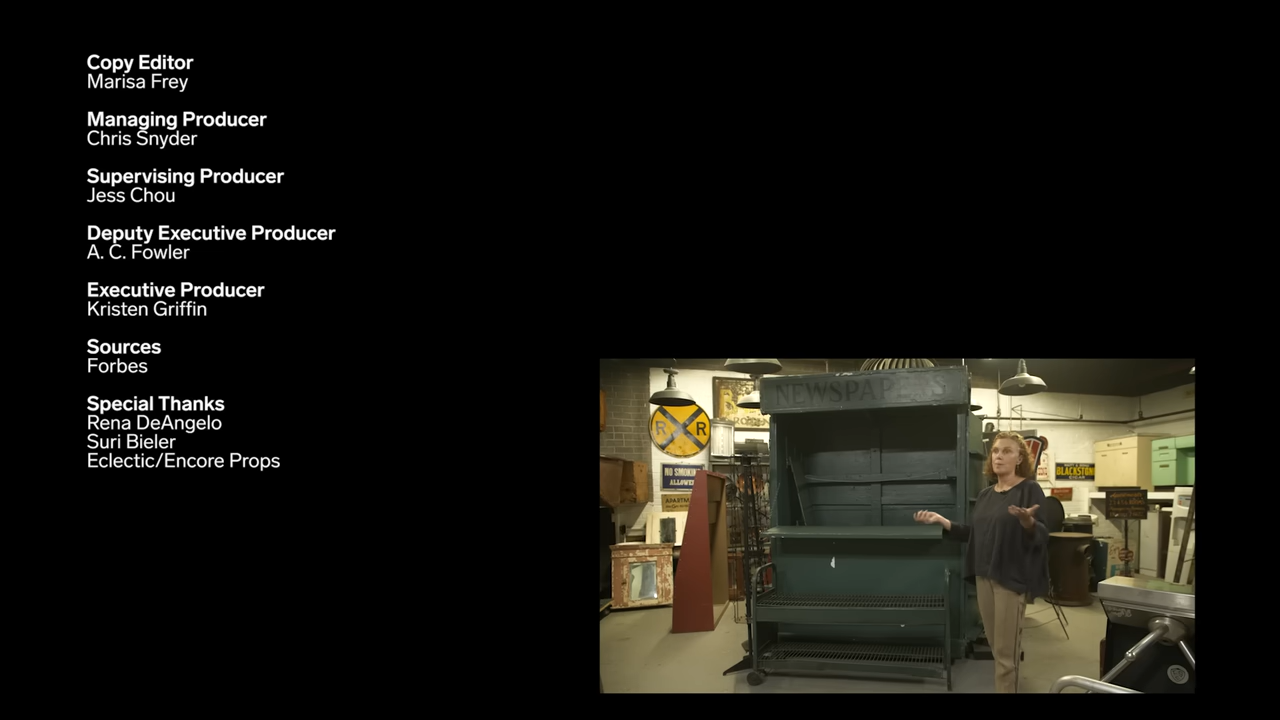 Copy Editor
Marisa Frey
Managing Producer
Chris Snyder
Supervising Producer
Jess Chou
Deputy Executive Producer
A. C. Fowler
Executive Producer
Kristen Griffin
Sources
Forbes
Special Thanks
Rena DeAngelo
Suri Bieler
Eclectic/Encore Props
NEWSPAPERS
R R
NO SMOKING
ALLOWED
BLACKSTONE